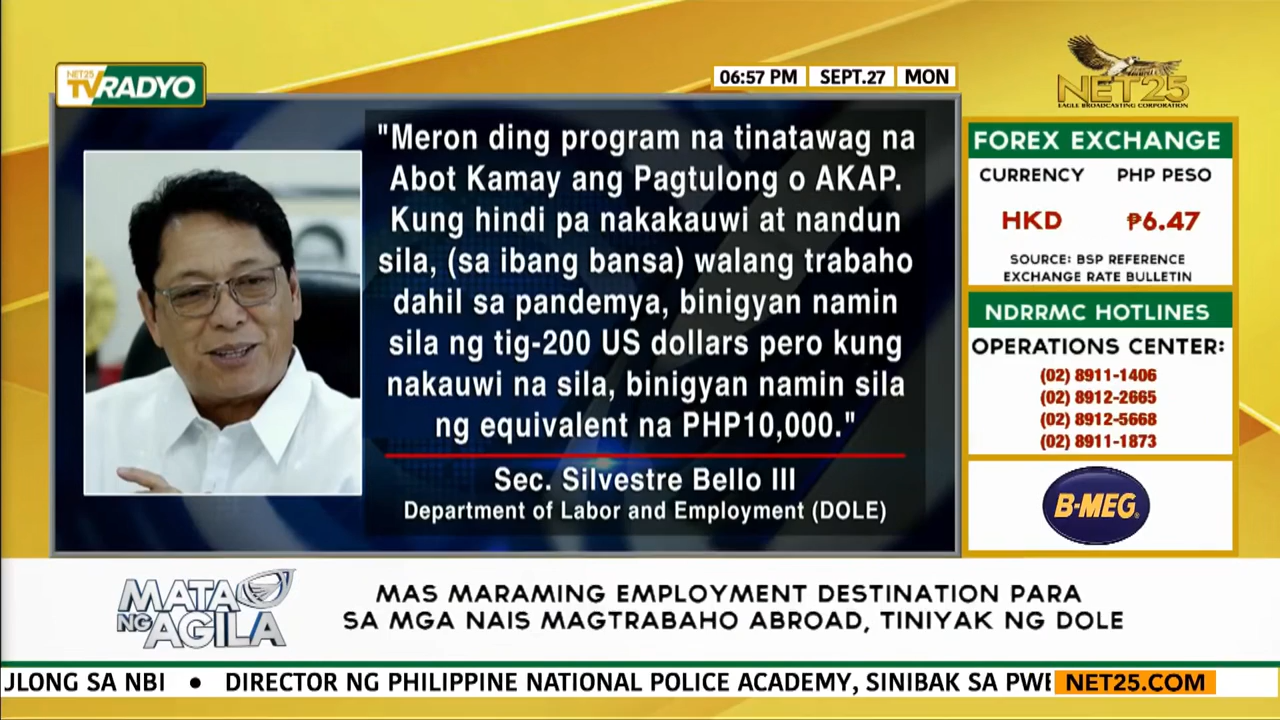 NET25
TVRADYO
06:57 PM SEPT.27 MON
NET25
EAGLE BROADCASTING CORPORATION
"Meron ding program na tinatawag na
Abot Kamay ang Pagtulong o AKAP.
Kung hindi pa nakakauwi at nandun
sila, (sa ibang bansa) walang trabaho
dahil sa pandemya, binigyan namin
sila ng tig-200 US dollars pero kung
nakauwi na sila, binigyan namin sila
ng equivalent na PHP10,000."
Sec. Silvestre Bello III
Department of Labor and Employment (DOLE)
FOREX EXCHANGE
CURRENCY PHP PESO
HKD ₱6.47
SOURCE: BSP REFERENCE
EXCHANGE RATE BULLETIN
NDRRMC HOTLINES
OPERATIONS CENTER:
(02) 8911-1406
(02) 8912-2665
(02) 8912-5668
(02) 8911-1873
B-MEG®
MATA
NG AGILA
MAS MARAMING EMPLOYMENT DESTINATION PARA
SA MGA NAIS MAGTRABAHO ABROAD, TINIYAK NG DOLE
SA NBI • DIRECTOR NG PHILIPPINE NATIONAL POLICE ACADEMY, SINIBAK SA NET25.COM